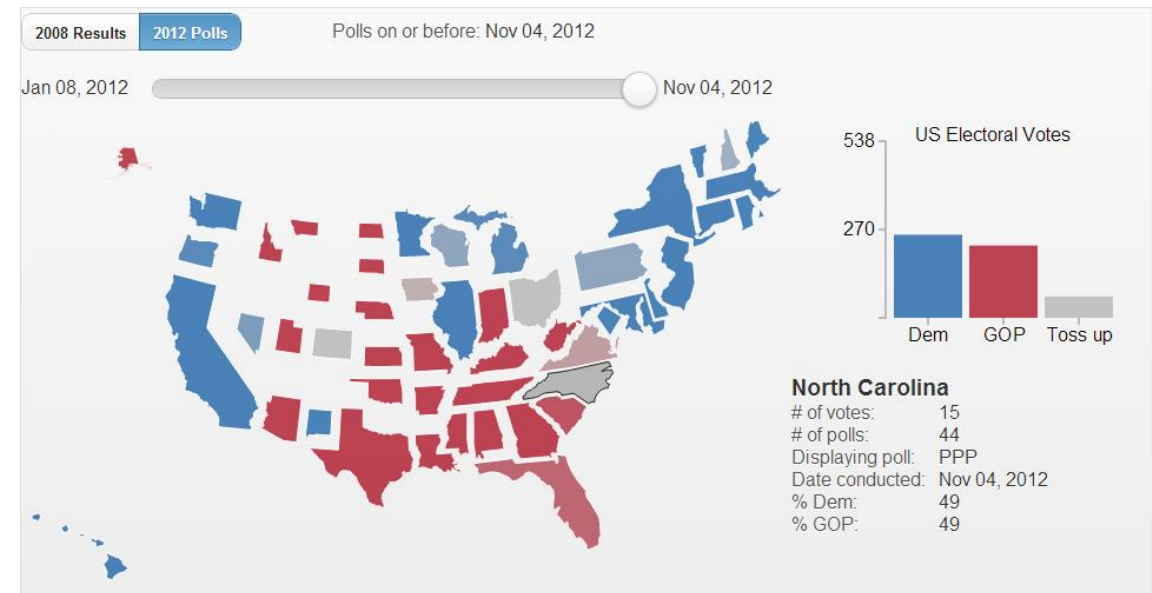 2008 Results 2012 Polls Polls on or before: Nov 04, 2012
Jan 08, 2012 Nov 04, 2012
US Electoral Votes
538
270
Dem GOP Toss up
North Carolina
# of votes: 15
# of polls: 44
Displaying poll: PPP
Date conducted: Nov 04, 2012
% Dem: 49
% GOP: 49